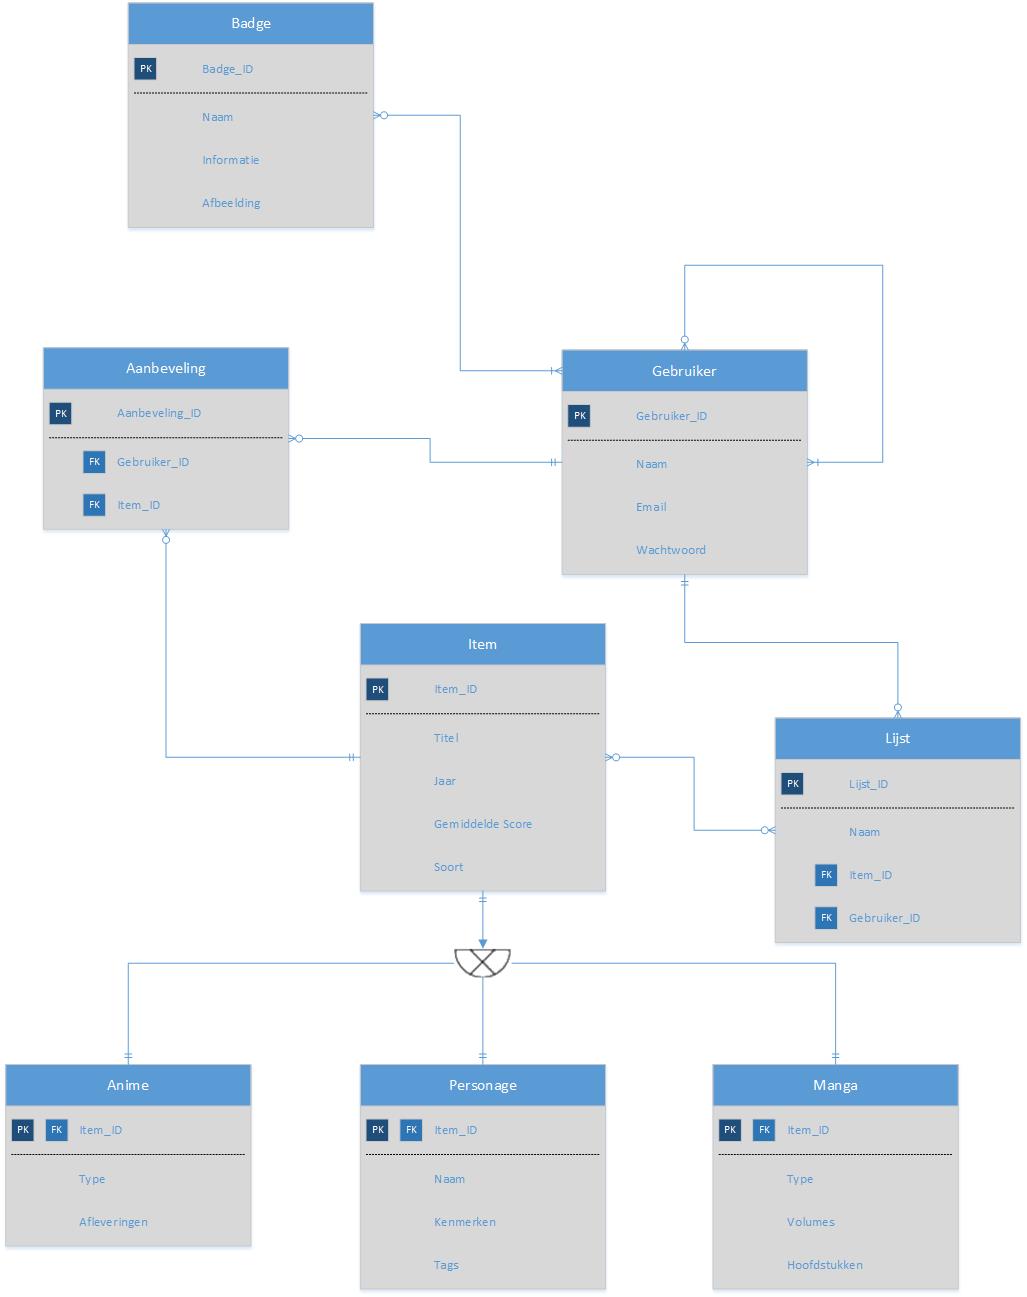 Badge
PK Badge_ID
Naam
Informatie
Afbeelding
Aanbeveling
PK Aanbeveling_ID
FK Gebruiker_ID
FK Item_ID
Gebruiker
PK Gebruiker_ID
Naam
Email
Wachtwoord
Item
PK Item_ID
Titel
Jaar
Gemiddelde Score
Soort
Lijst
PK Lijst_ID
Naam
FK Item_ID
FK Gebruiker_ID
Anime
PK FK Item_ID
Type
Afleveringen
Personage
PK FK Item_ID
Naam
Kenmerken
Tags
Manga
PK FK Item_ID
Type
Volumes
Hoofdstukken